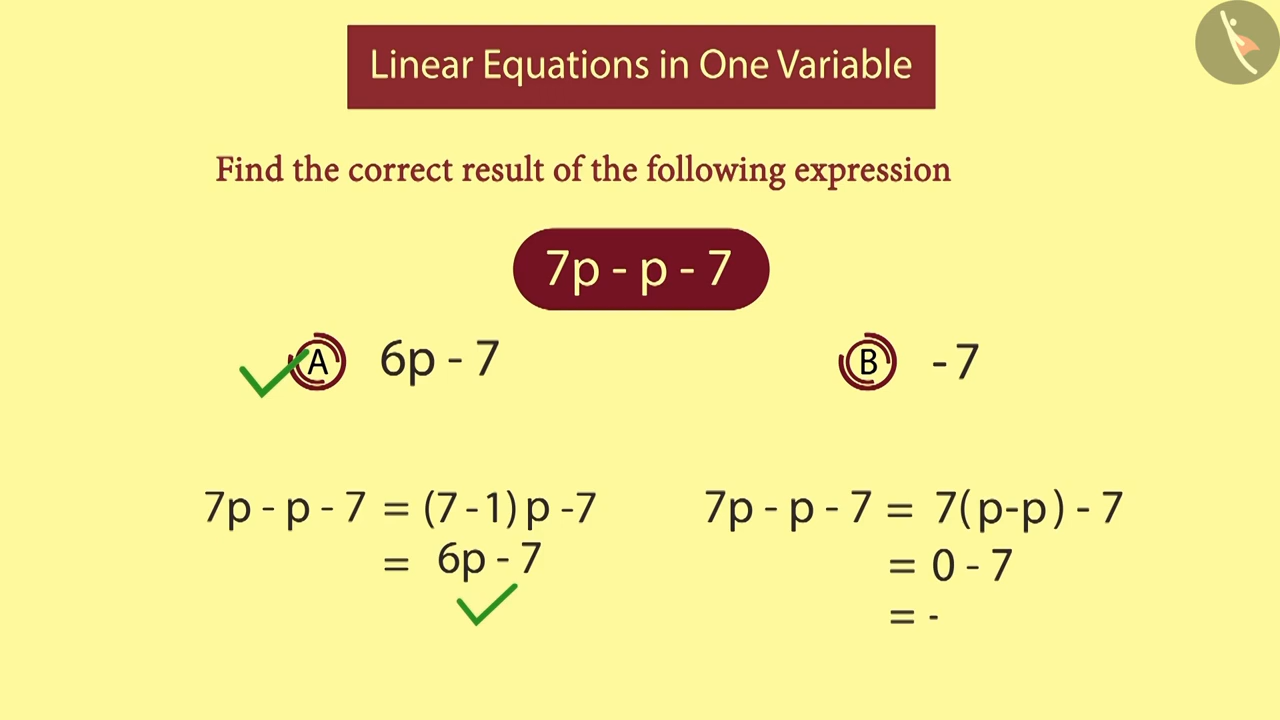 Linear Equations in One Variable
Find the correct result of the following expression
7p - p - 7
A 6p - 7
B - 7
7p - p - 7 = (7 - 1) p - 7
= 6p - 7
7p - p - 7 = 7(p-p) - 7
= 0 - 7
= -